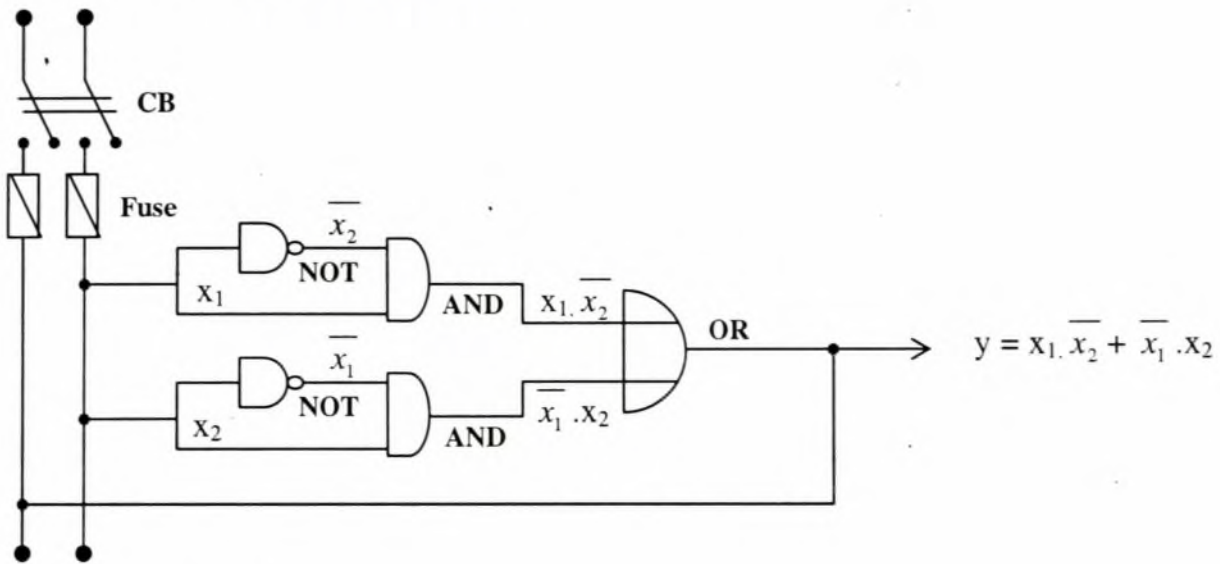 CB
Fuse
x̅₂
NOT
x₁
AND
x₁. x̅₂
OR
y = x₁. x̅₂ + x̅₁ .x₂
x̅₁
NOT
x₂
AND
x̅₁ .x₂